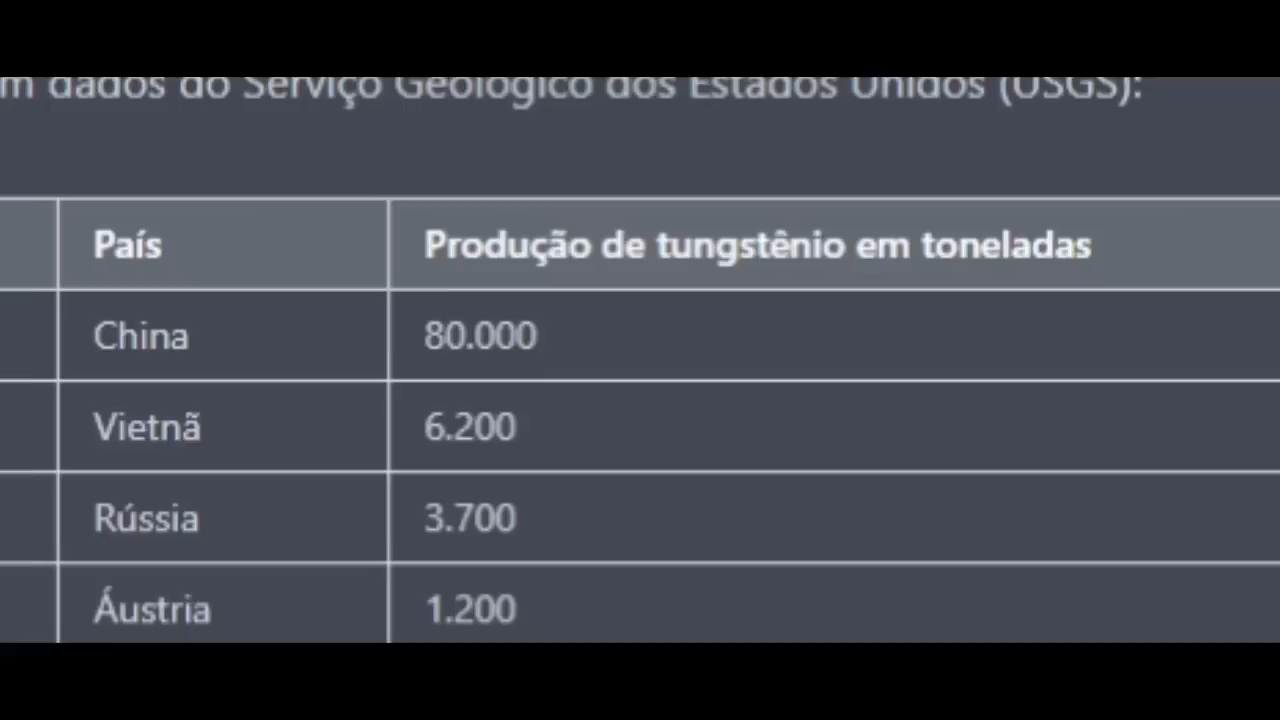 m dados do Serviço Geológico dos Estados Unidos (USGS):
País Produção de tungstênio em toneladas
China 80.000
Vietnã 6.200
Rússia 3.700
Áustria 1.200